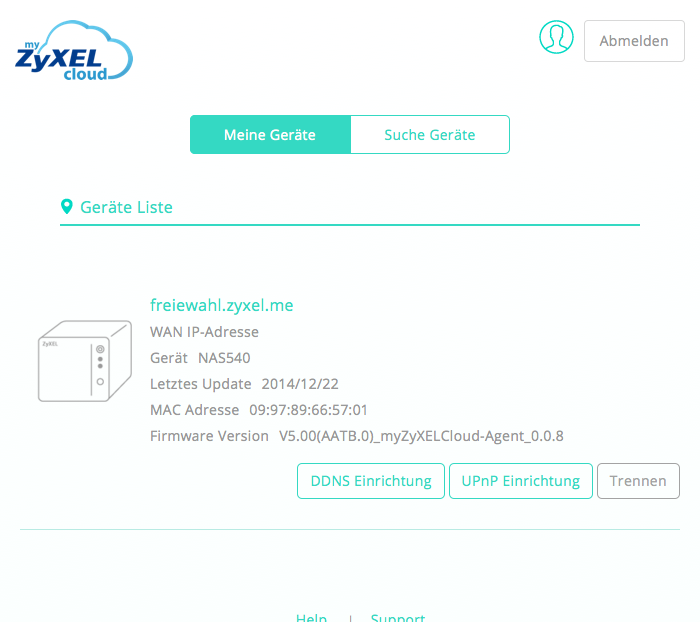 my
ZyXEL
cloud
Abmelden
Meine Geräte
Suche Geräte
Geräte Liste
freiewahl.zyxel.me
ZyXEL
WAN IP-Adresse
Gerät NAS540
Letztes Update 2014/12/22
MAC Adresse 09:97:89:66:57:01
Firmware Version V5.00(AATB.0)_myZyXELCloud-Agent_0.0.8
DDNS Einrichtung
UPnP Einrichtung
Trennen
Help | Support